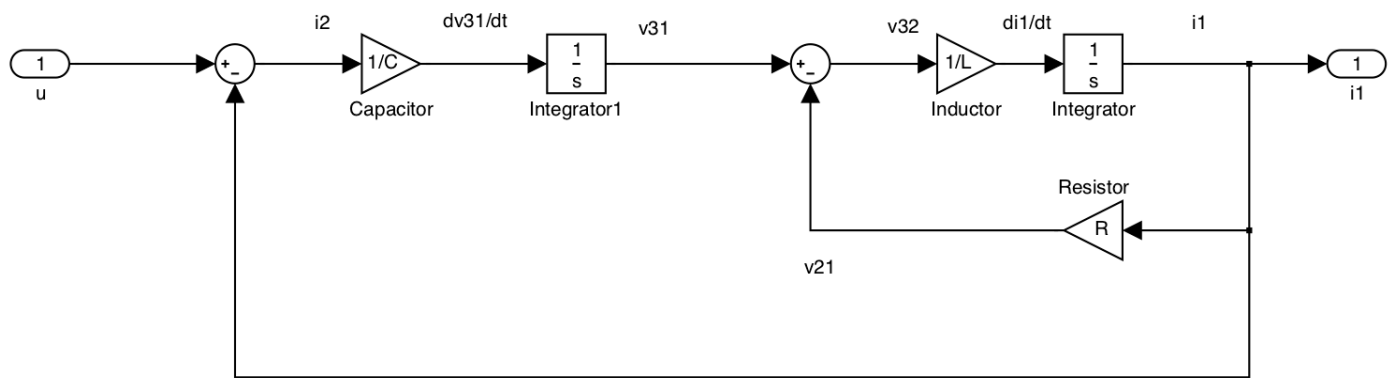 i2
dv31/dt
v31
v32
di1/dt
i1
1
u
+
−
1/C
Capacitor
1
s
Integrator1
+
−
1/L
Inductor
1
s
Integrator
1
i1
Resistor
R
v21